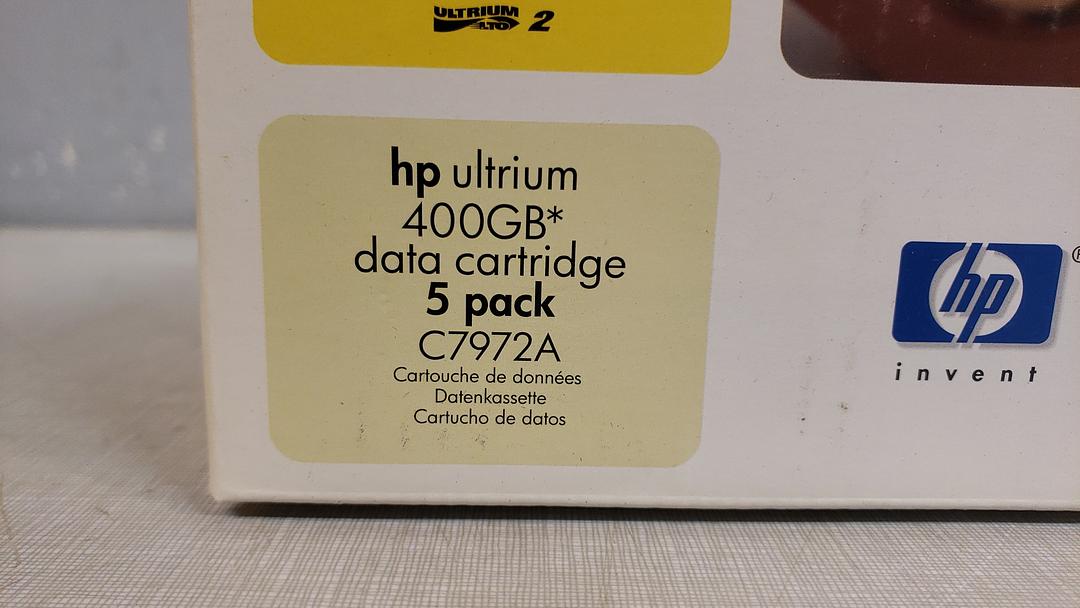 ULTRIUM
LTO 2
hp ultrium
400GB*
data cartridge
5 pack
C7972A
Cartouche de données
Datenkassette
Cartucho de datos
hp
®
invent